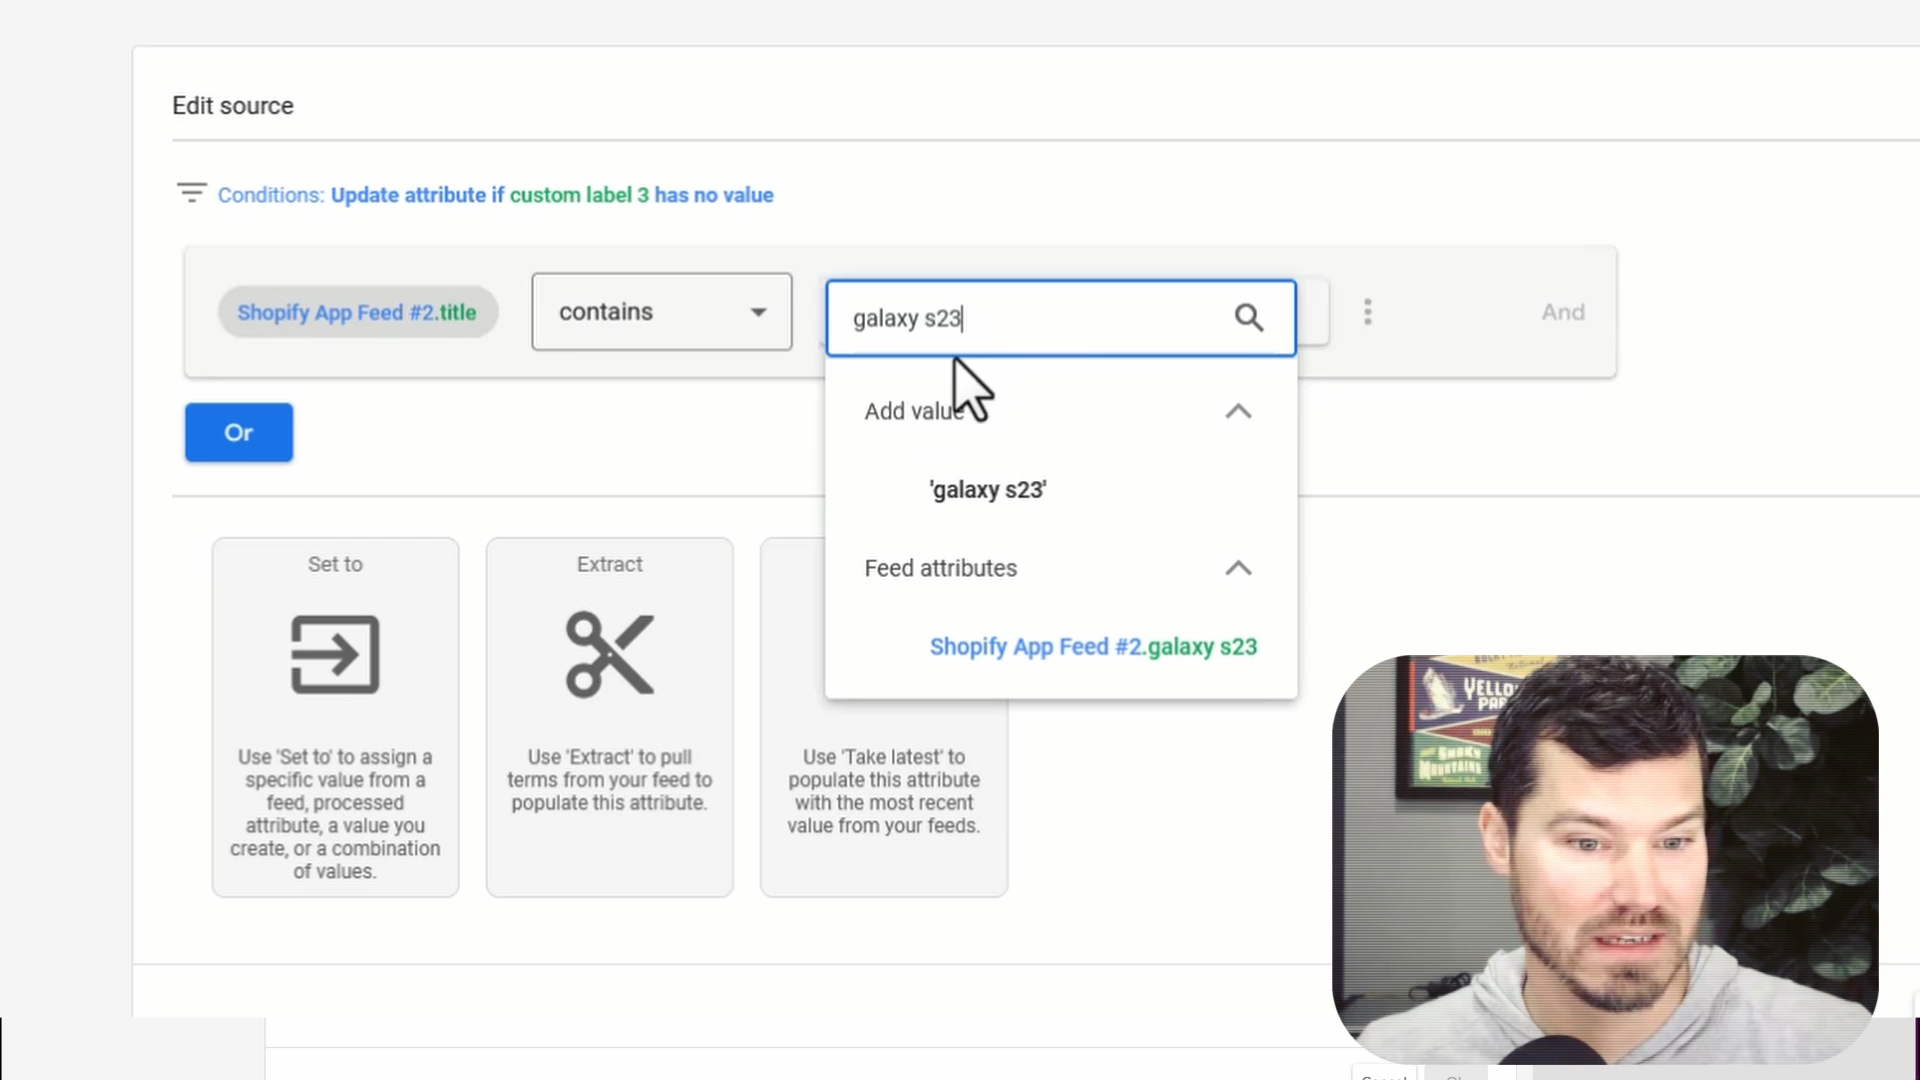 Edit source
Conditions: Update attribute if custom label 3 has no value
Shopify App Feed #2.title
contains
galaxy s23
And
Add value
Or
'galaxy s23'
Feed attributes
Shopify App Feed #2.galaxy s23
Set to
Use 'Set to' to assign a
specific value from a
feed, processed
attribute, a value you
create, or a combination
of values.
Extract
Use 'Extract' to pull
terms from your feed to
populate this attribute.
Use 'Take latest' to
populate this attribute
with the most recent
value from your feeds.